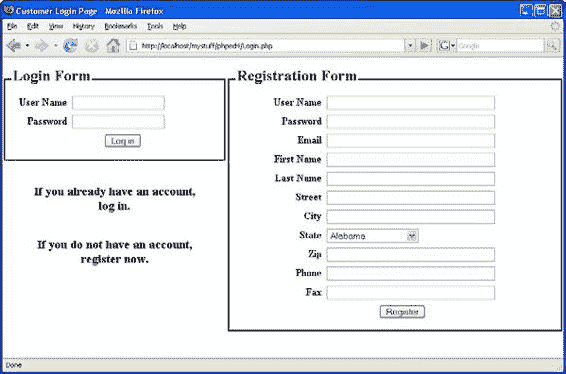 Customer Login Page - Mozilla Firefox
File Edit View History Bookmarks Tools Help
http://localhost/mystuff/phped4/Login.php
Google
Login Form
User Name
Password
Log in
If you already have an account,
log in.
If you do not have an account,
register now.
Registration Form
User Name
Password
Email
First Name
Last Name
Street
City
State Alabama
Zip
Phone
Fax
Register
Done